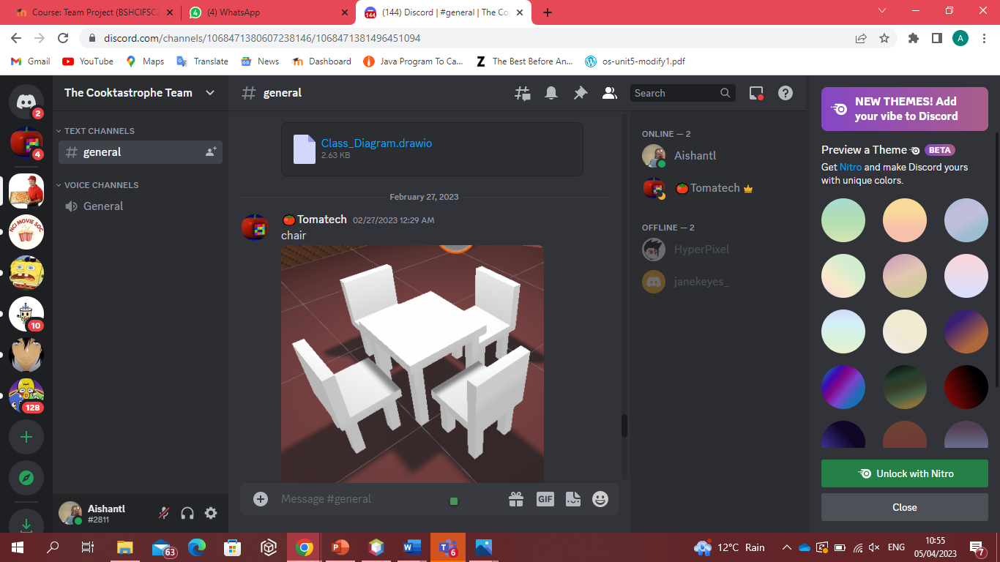 Course: Team Project (BSHCIFSC2
(4) WhatsApp
(144) Discord | #general | The Co
discord.com/channels/1068471380607238146/1068471381496451094
A
Gmail
YouTube
Maps
Translate
News
Dashboard
Java Program To Ca...
The Best Before An...
os-unit5-modify1.pdf
2
4
NCI MOVIE SOC
10
128
The Cooktastrophe Team
TEXT CHANNELS
general
VOICE CHANNELS
General
Aishantl
#2811
general
Search
Class_Diagram.drawio
2.63 KB
February 27, 2023
Tomatech 02/27/2023 12:29 AM
chair
Message #general
GIF
ONLINE — 2
Aishantl
Tomatech
OFFLINE — 2
HyperPixel
janekeyes_
NEW THEMES! Add
your vibe to Discord
Preview a Theme BETA
Get Nitro and make Discord yours
with unique colors.
Unlock with Nitro
Close
63
6
12°C Rain
ENG
10:55
05/04/2023
7